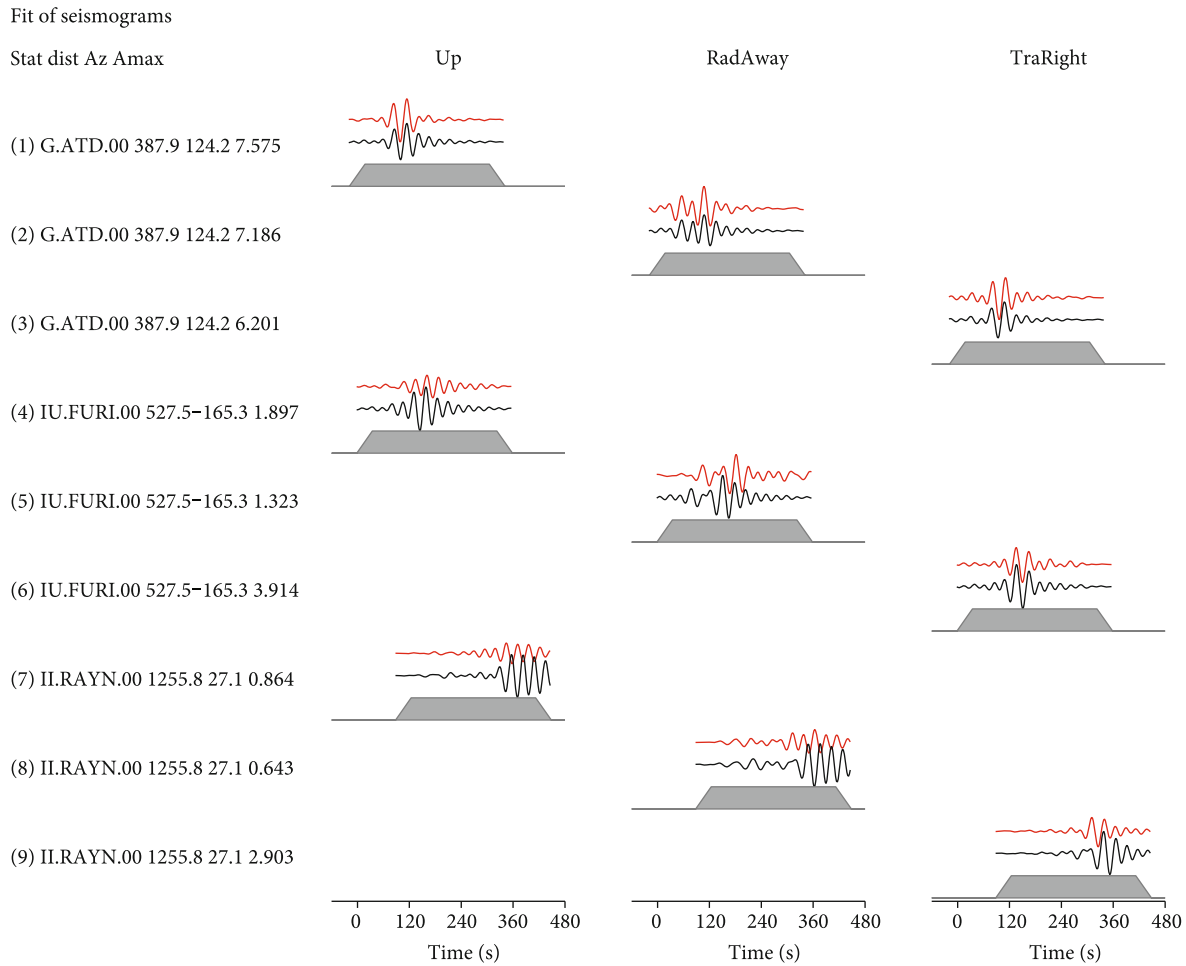 Fit of seismograms
Stat dist Az Amax Up RadAway TraRight
(1) G.ATD.00 387.9 124.2 7.575
(2) G.ATD.00 387.9 124.2 7.186
(3) G.ATD.00 387.9 124.2 6.201
(4) IU.FURI.00 527.5−165.3 1.897
(5) IU.FURI.00 527.5−165.3 1.323
(6) IU.FURI.00 527.5−165.3 3.914
(7) II.RAYN.00 1255.8 27.1 0.864
(8) II.RAYN.00 1255.8 27.1 0.643
(9) II.RAYN.00 1255.8 27.1 2.903
0 120 240 360 480 0 120 240 360 480 0 120 240 360 480
Time (s) Time (s) Time (s)